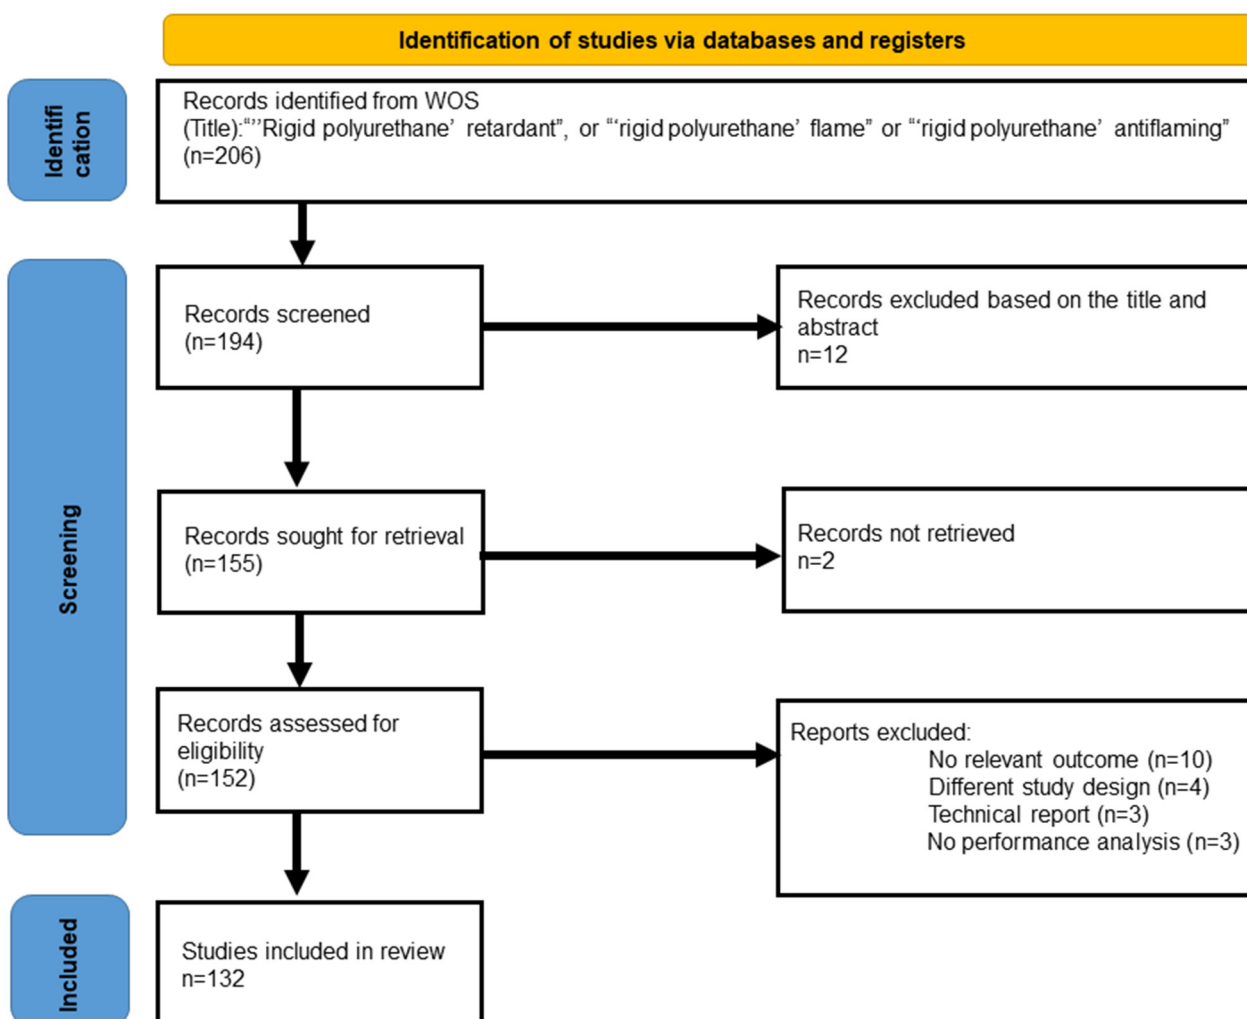 Identification of studies via databases and registers
Identifi
cation
Records identified from WOS
(Title):“’’Rigid polyurethane’ retardant”, or “‘rigid polyurethane’ flame” or “‘rigid polyurethane’ antiflaming”
(n=206)
Screening
Records screened
(n=194)
Records excluded based on the title and
abstract
n=12
Records sought for retrieval
(n=155)
Records not retrieved
n=2
Records assessed for
eligibility
(n=152)
Reports excluded:
No relevant outcome (n=10)
Different study design (n=4)
Technical report (n=3)
No performance analysis (n=3)
Included
Studies included in review
n=132